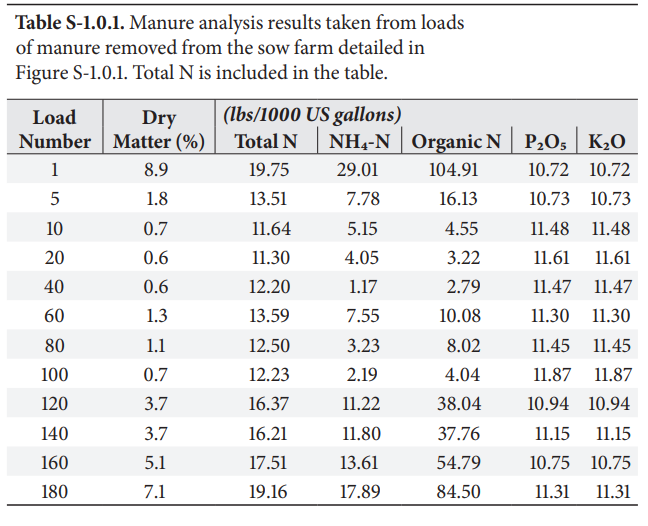 Table S-1.0.1. Manure analysis results taken from loads
of manure removed from the sow farm detailed in
Figure S-1.0.1. Total N is included in the table.
Load Dry (lbs/1000 US gallons)
Number Matter (%) Total N NH₄-N Organic N P₂O₅ K₂O
1 8.9 19.75 29.01 104.91 10.72 10.72
5 1.8 13.51 7.78 16.13 10.73 10.73
10 0.7 11.64 5.15 4.55 11.48 11.48
20 0.6 11.30 4.05 3.22 11.61 11.61
40 0.6 12.20 1.17 2.79 11.47 11.47
60 1.3 13.59 7.55 10.08 11.30 11.30
80 1.1 12.50 3.23 8.02 11.45 11.45
100 0.7 12.23 2.19 4.04 11.87 11.87
120 3.7 16.37 11.22 38.04 10.94 10.94
140 3.7 16.21 11.80 37.76 11.15 11.15
160 5.1 17.51 13.61 54.79 10.75 10.75
180 7.1 19.16 17.89 84.50 11.31 11.31